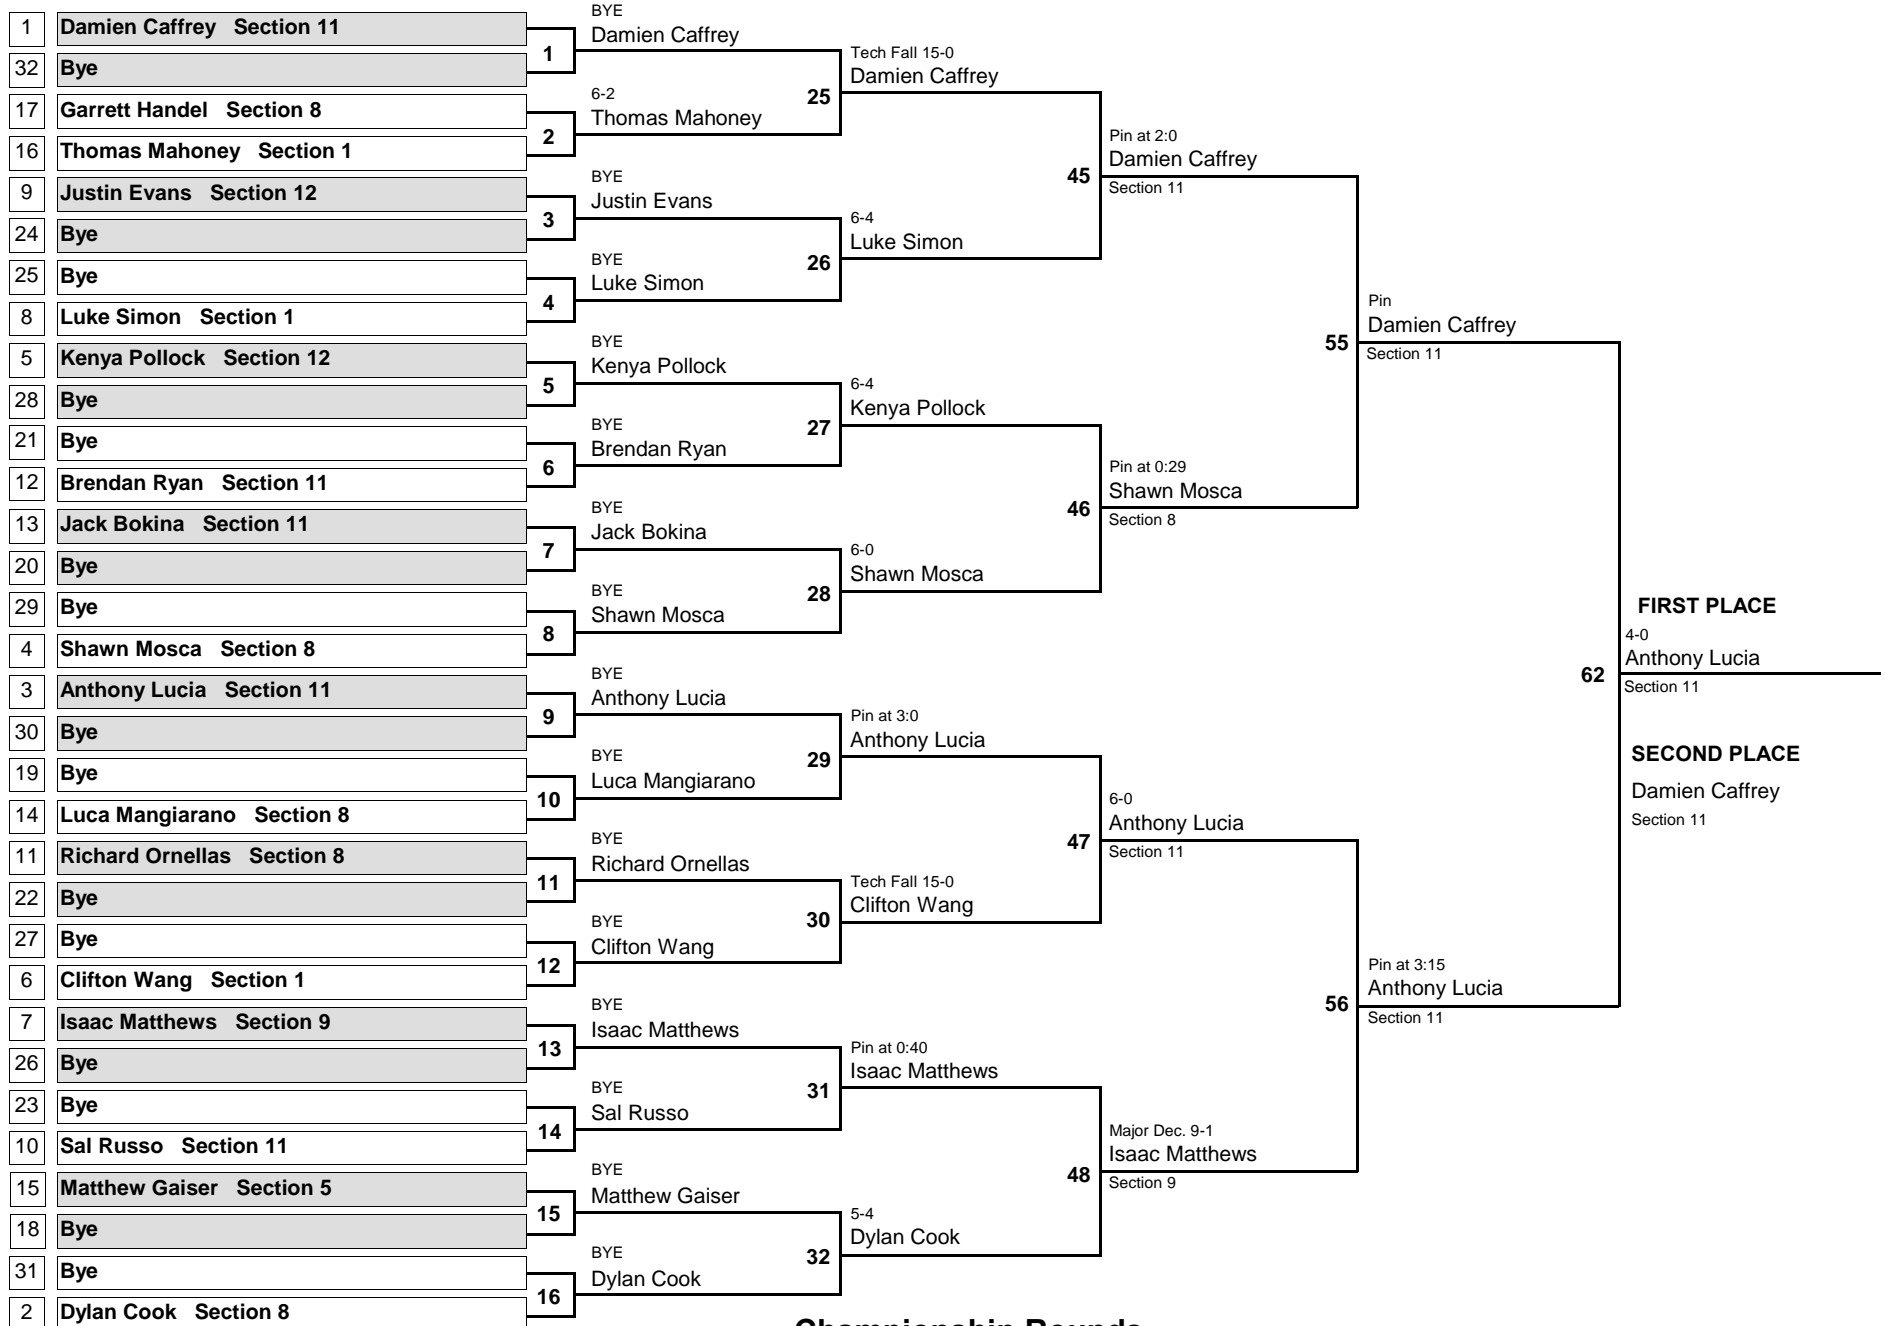 1 Damien Caffrey Section 11
32 Bye
17 Garrett Handel Section 8
16 Thomas Mahoney Section 1
9 Justin Evans Section 12
24 Bye
25 Bye
8 Luke Simon Section 1
5 Kenya Pollock Section 12
28 Bye
21 Bye
12 Brendan Ryan Section 11
13 Jack Bokina Section 11
20 Bye
29 Bye
4 Shawn Mosca Section 8
3 Anthony Lucia Section 11
30 Bye
19 Bye
14 Luca Mangiarano Section 8
11 Richard Ornellas Section 8
22 Bye
27 Bye
6 Clifton Wang Section 1
7 Isaac Matthews Section 9
26 Bye
23 Bye
10 Sal Russo Section 11
15 Matthew Gaiser Section 5
18 Bye
31 Bye
2 Dylan Cook Section 8
BYE
1 Damien Caffrey
6-2
2 Thomas Mahoney
BYE
3 Justin Evans
BYE
4 Luke Simon
BYE
5 Kenya Pollock
BYE
6 Brendan Ryan
BYE
7 Jack Bokina
BYE
8 Shawn Mosca
BYE
9 Anthony Lucia
BYE
10 Luca Mangiarano
BYE
11 Richard Ornellas
BYE
12 Clifton Wang
BYE
13 Isaac Matthews
BYE
14 Sal Russo
BYE
15 Matthew Gaiser
BYE
16 Dylan Cook
Tech Fall 15-0
Damien Caffrey
25
6-4
Luke Simon
26
6-4
Kenya Pollock
27
6-0
Shawn Mosca
28
Pin at 3:0
Anthony Lucia
29
Tech Fall 15-0
Clifton Wang
30
Pin at 0:40
Isaac Matthews
31
5-4
Dylan Cook
32
Pin at 2:0
Damien Caffrey
45
Section 11
Pin at 0:29
Shawn Mosca
46
Section 8
6-0
Anthony Lucia
47
Section 11
Major Dec. 9-1
Isaac Matthews
48
Section 9
Pin
Damien Caffrey
55
Section 11
Pin at 3:15
Anthony Lucia
56
Section 11
FIRST PLACE
4-0
Anthony Lucia
62
Section 11
SECOND PLACE
Damien Caffrey
Section 11
Championship Rounds